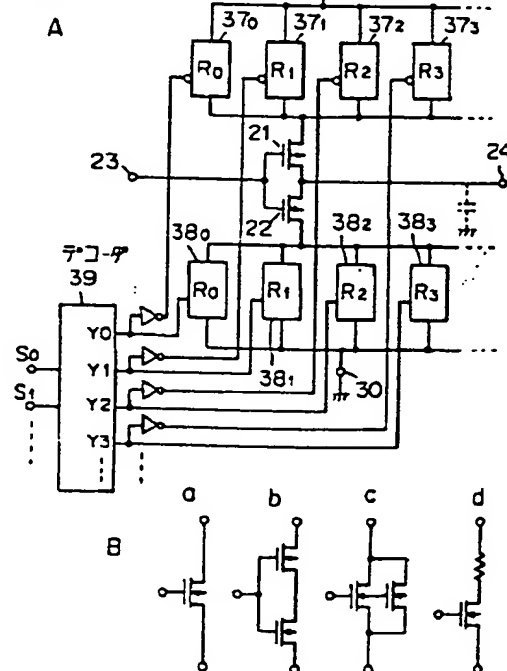 A
37₀ 37₁ 37₂ 37₃
R₀ R₁ R₂ R₃
21
23 24
22
デコーダ
39
38₀ 38₂ 38₃
R₀ R₁ R₂ R₃
38₁
30
S₀
S₁
Y0
Y1
Y2
Y3
a b c d
B